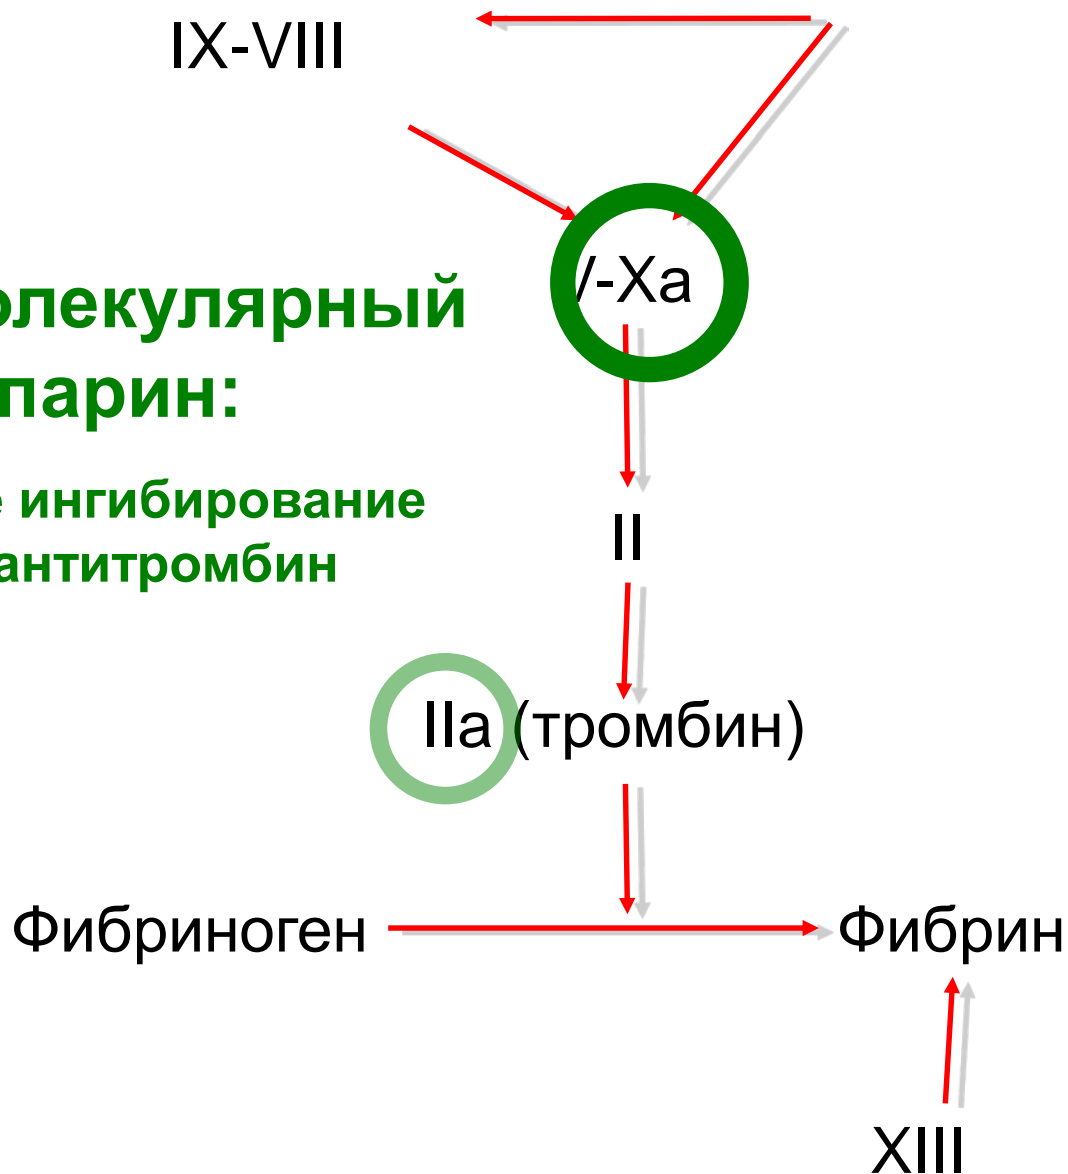 IX-VIII
V-Xa
олекулярный
парин:
е ингибирование
антитромбин
II
IIa (тромбин)
Фибриноген
Фибрин
XIII